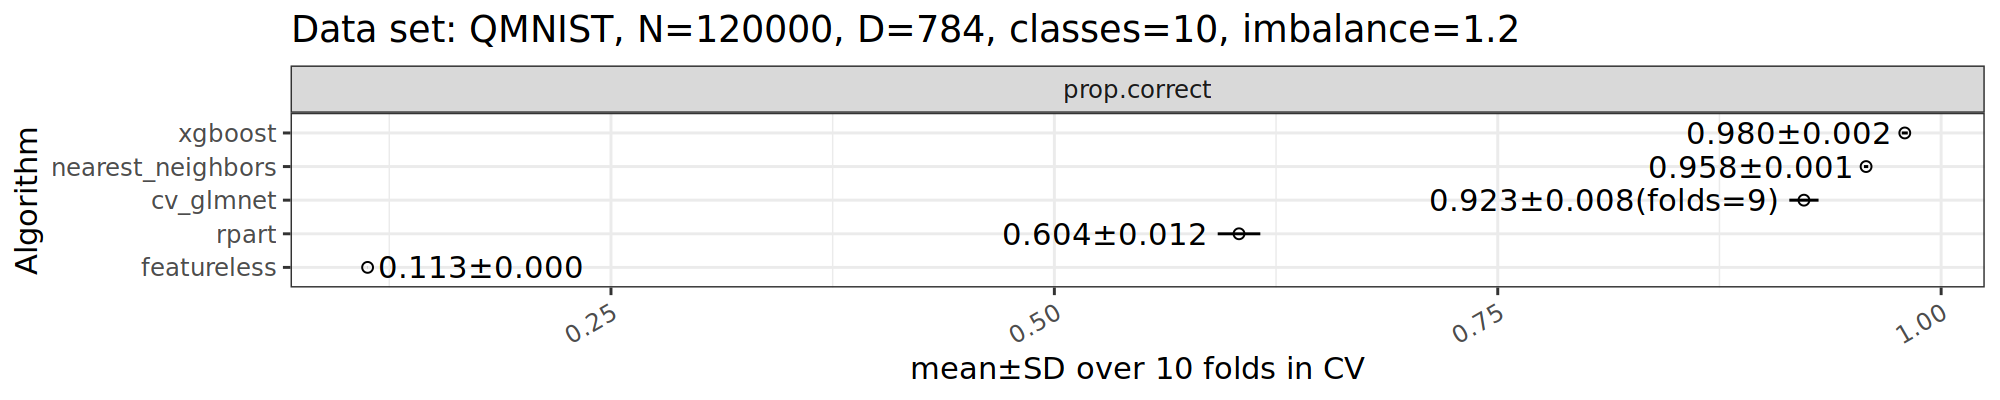 Data set: QMNIST, N=120000, D=784, classes=10, imbalance=1.2
prop.correct
Algorithm
xgboost
0.980±0.002
nearest_neighbors
0.958±0.001
cv_glmnet
0.923±0.008(folds=9)
rpart
0.604±0.012
featureless
0.113±0.000
0.25
0.50
0.75
1.00
mean±SD over 10 folds in CV